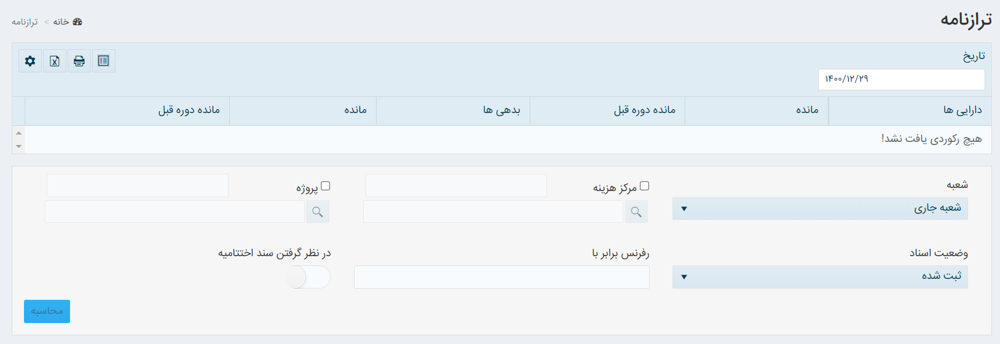 ترازنامه
خانه > ترازنامه
تاریخ
۱۴۰۰/۱۲/۲۹
دارایی ها مانده مانده دوره قبل بدهی ها مانده مانده دوره قبل
هیچ رکوردی یافت نشد!
شعبه
شعبه جاری
مرکز هزینه
پروژه
وضعیت اسناد
ثبت شده
رفرنس برابر با
در نظر گرفتن سند اختتامیه
محاسبه